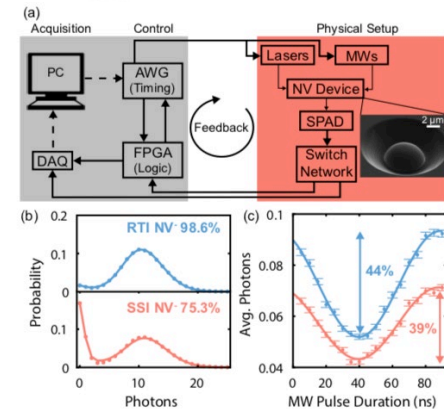 (a)
Acquisition
Control
Physical Setup
PC
AWG
(Timing)
Lasers
MWs
NV Device
Feedback
SPAD
2 µm
DAQ
FPGA
(Logic)
Switch
Network
(b)
0.2
RTI NV⁻ 98.6%
0.1
0
SSI NV⁻ 75.3%
0.1
0
Probability
0
10
20
Photons
(c)
0.1
0.08
0.06
0.04
Avg. Photons
44%
39%
0
20
40
60
80
MW Pulse Duration (ns)